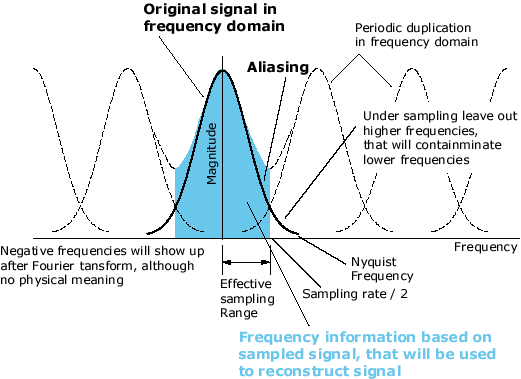 Original signal in
frequency domain
Periodic duplication
in frequency domain
Aliasing
Under sampling leave out
higher frequencies,
that will containminate
lower frequencies
Magnitude
Frequency
Negative frequencies will show up
after Fourier tansform, although
no physical meaning
Nyquist
Frequency
Effective
sampling
Range
Sampling rate / 2
Frequency information based on
sampled signal, that will be used
to reconstruct signal